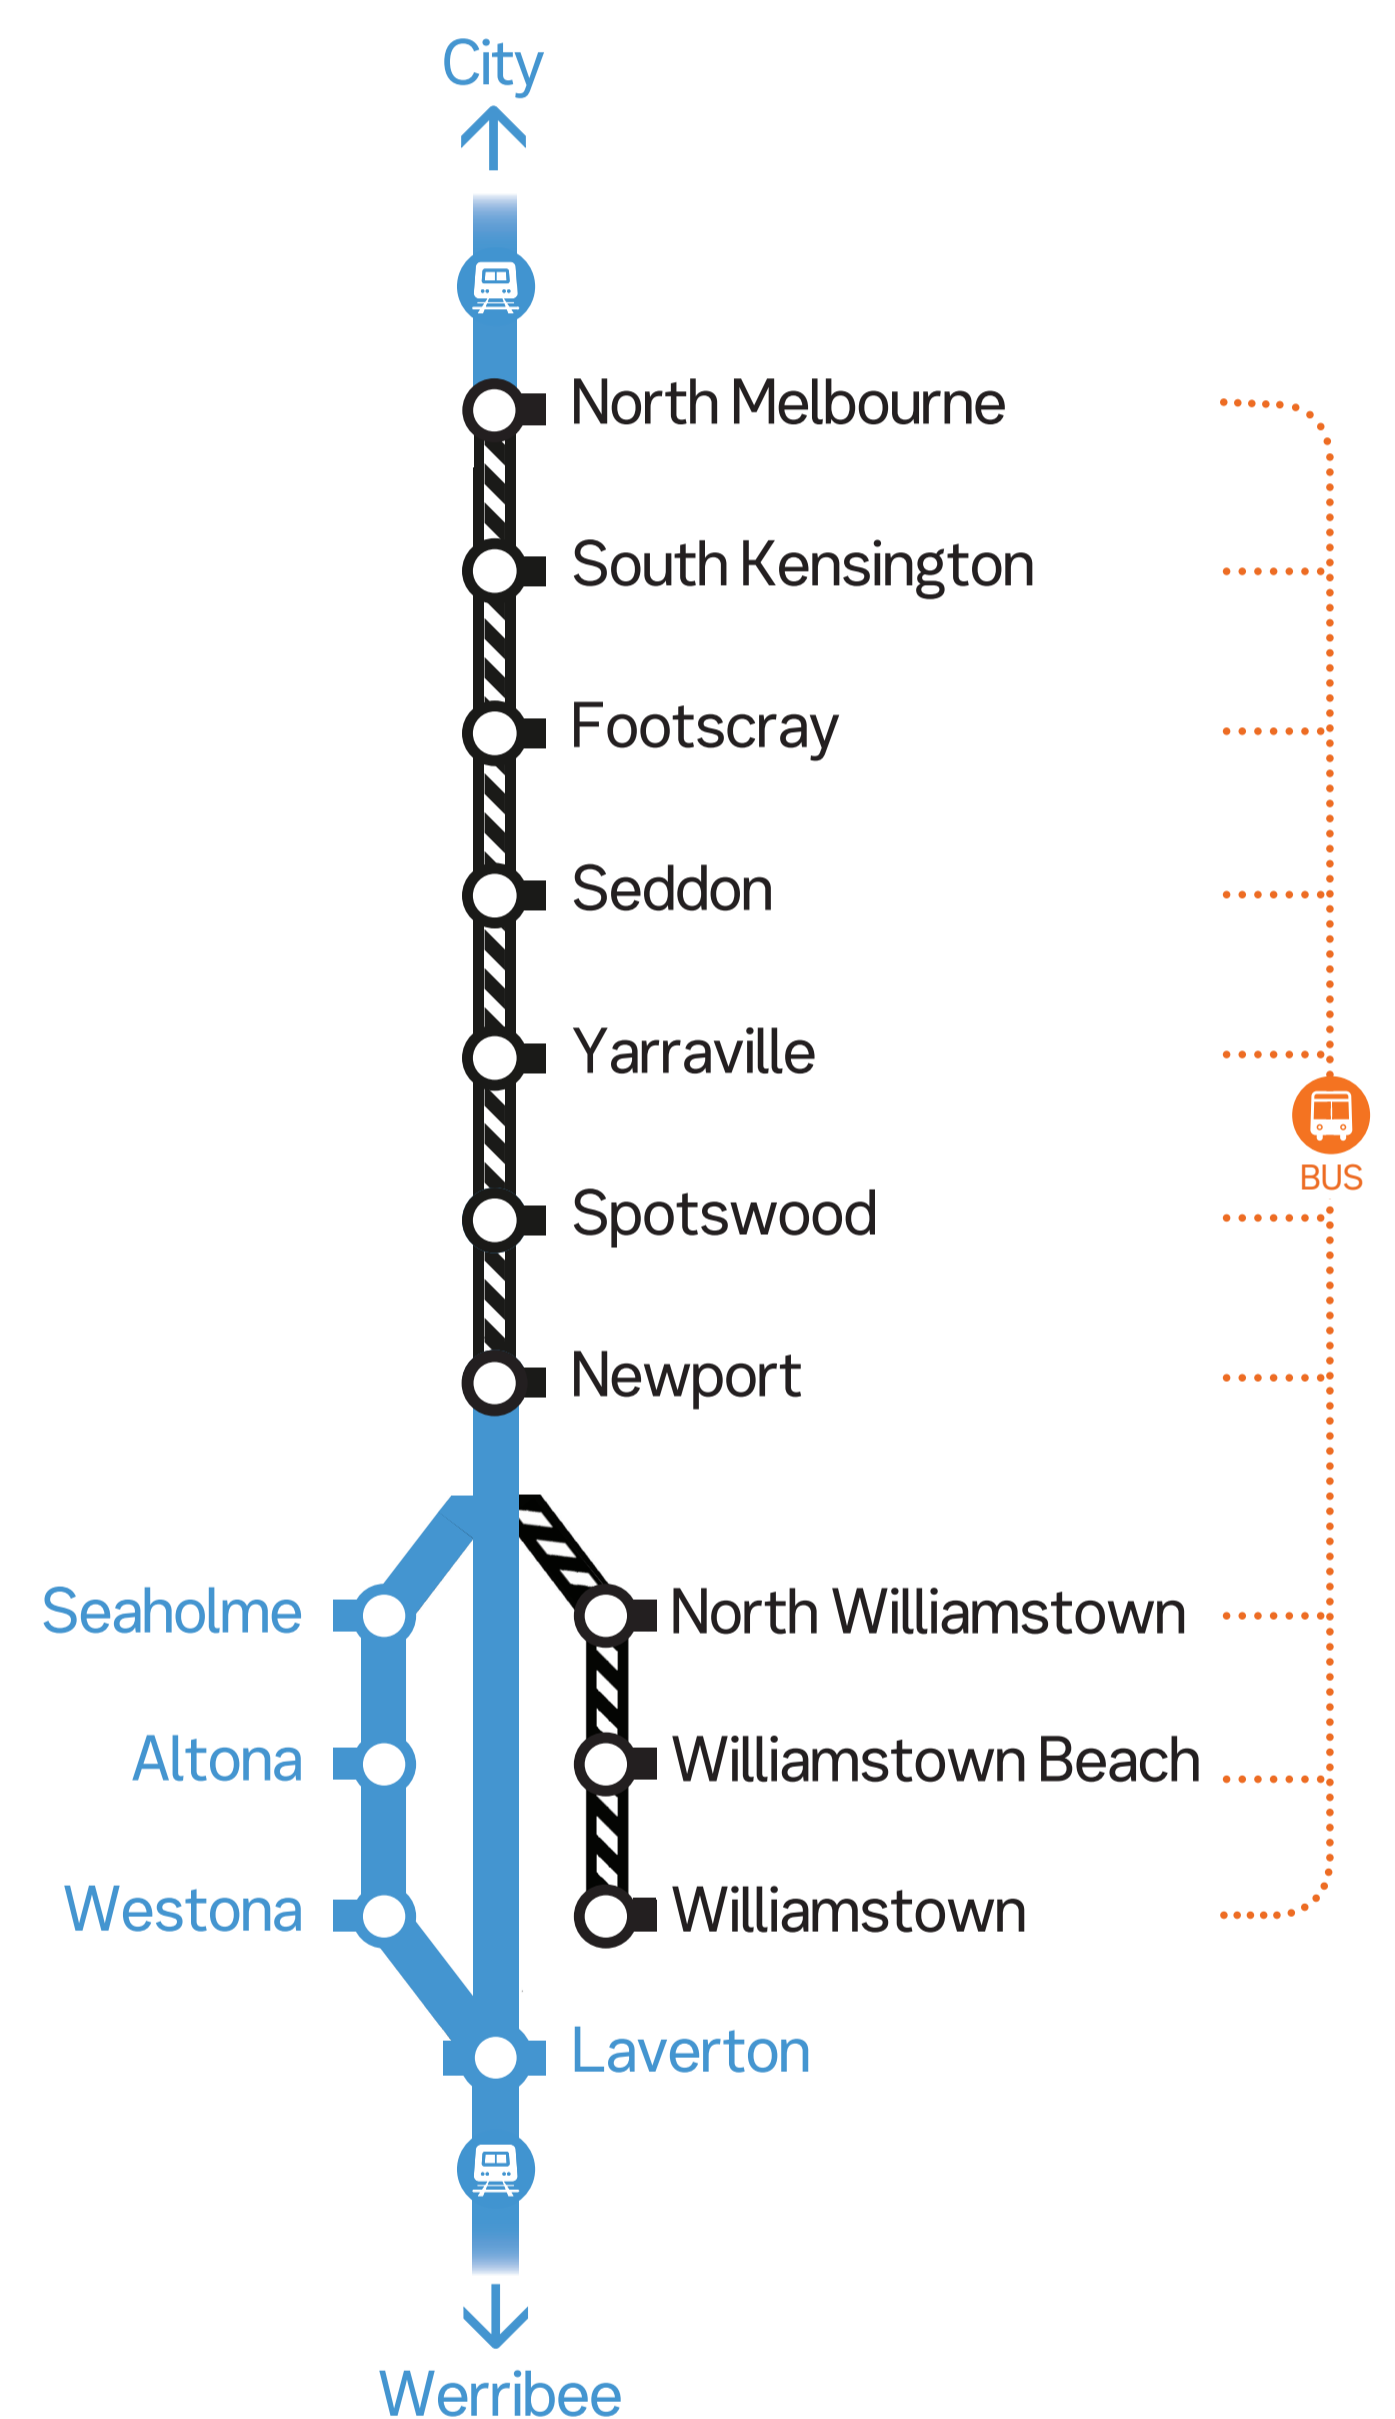 City
North Melbourne
South Kensington
Footscray
Seddon
Yarraville
BUS
Spotswood
Newport
Seaholme
North Williamstown
Altona
Williamstown Beach
Westona
Williamstown
Laverton
Werribee